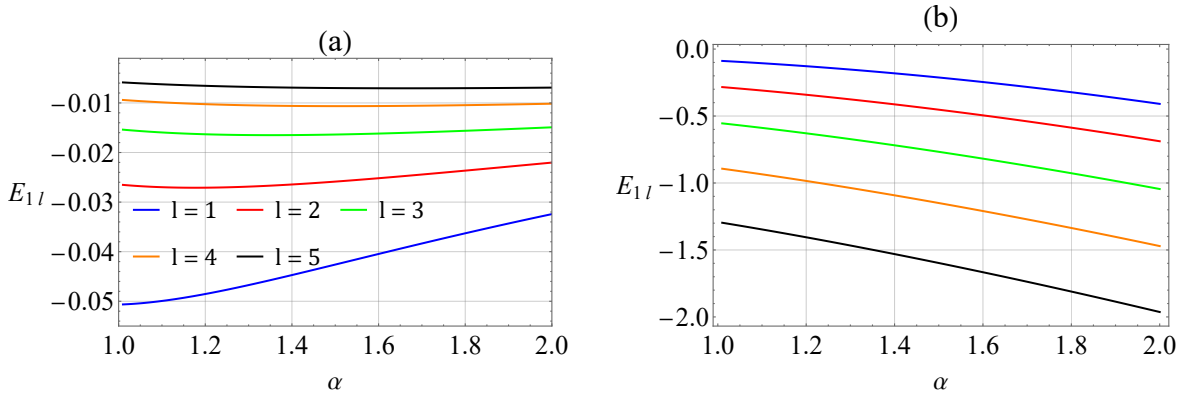 (a)
−0.01
−0.02
−0.03
−0.04
−0.05
E1 l
l = 1 l = 2 l = 3
l = 4 l = 5
1.0 1.2 1.4 1.6 1.8 2.0
α
(b)
0.0
−0.5
−1.0
−1.5
−2.0
E1 l
1.0 1.2 1.4 1.6 1.8 2.0
α